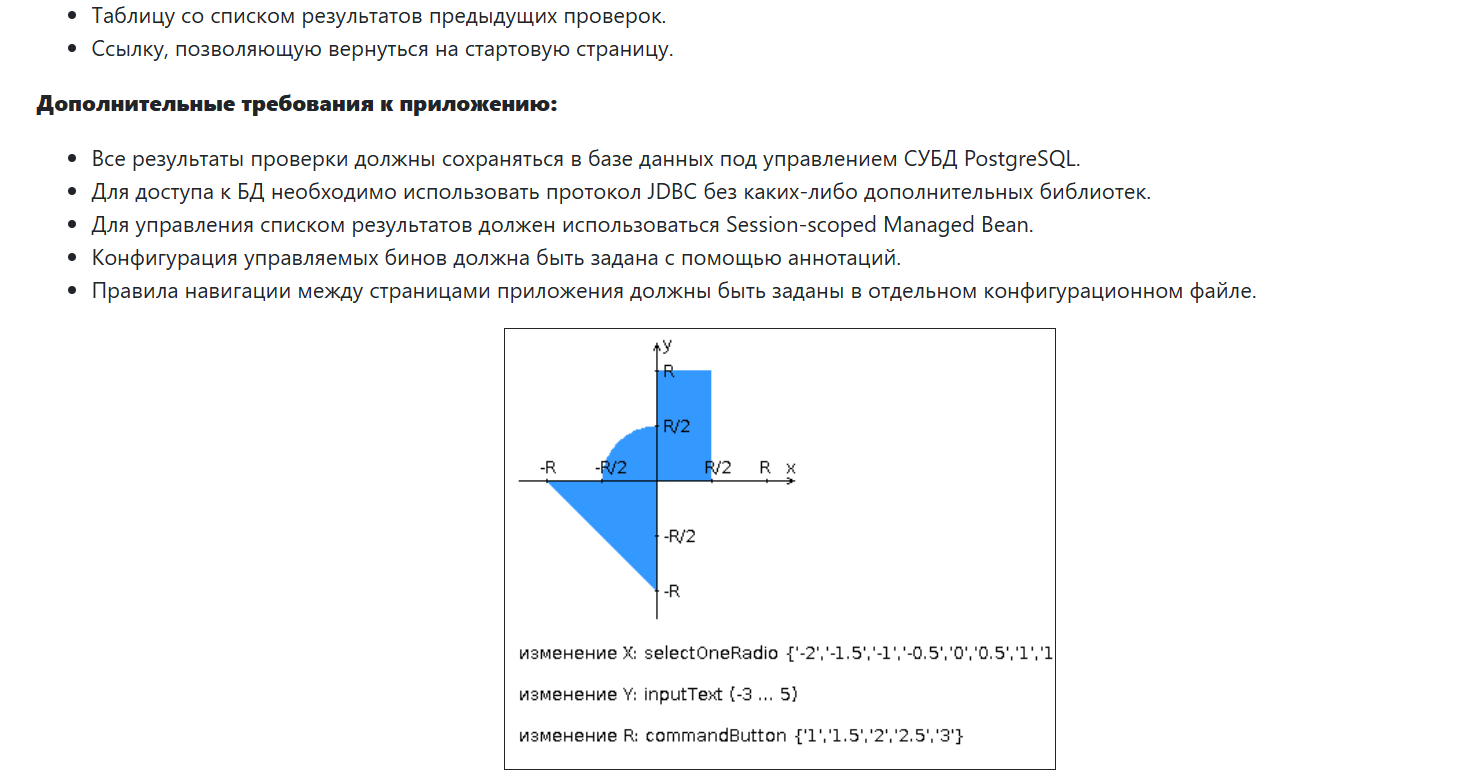 Таблицу со списком результатов предыдущих проверок.
Ссылку, позволяющую вернуться на стартовую страницу.
Дополнительные требования к приложению:
Все результаты проверки должны сохраняться в базе данных под управлением СУБД PostgreSQL.
Для доступа к БД необходимо использовать протокол JDBC без каких-либо дополнительных библиотек.
Для управления списком результатов должен использоваться Session-scoped Managed Bean.
Конфигурация управляемых бинов должна быть задана с помощью аннотаций.
Правила навигации между страницами приложения должны быть заданы в отдельном конфигурационном файле.
y
R
R/2
-R -R/2 R/2 R x
-R/2
-R
изменение X: selectOneRadio {'-2','-1.5','-1','-0.5','0','0.5','1','1
изменение Y: inputText (-3 ... 5)
изменение R: commandButton {'1','1.5','2','2.5','3'}